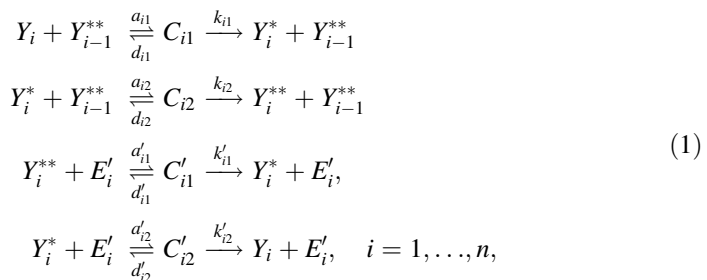 Y_i + Y_{i-1}^{**} \underset{d_{i1}}{\overset{a_{i1}}{\rightleftharpoons}} C_{i1} \xrightarrow{k_{i1}} Y_i^* + Y_{i-1}^{**}
Y_i^* + Y_{i-1}^{**} \underset{d_{i2}}{\overset{a_{i2}}{\rightleftharpoons}} C_{i2} \xrightarrow{k_{i2}} Y_i^{**} + Y_{i-1}^{**}
(1)
Y_i^{**} + E_i' \underset{d_{i1}'}{\overset{a_{i1}'}{\rightleftharpoons}} C_{i1}' \xrightarrow{k_{i1}'} Y_i^* + E_i',
Y_i^* + E_i' \underset{d_{i2}'}{\overset{a_{i2}'}{\rightleftharpoons}} C_{i2}' \xrightarrow{k_{i2}'} Y_i + E_i', i = 1,...,n,